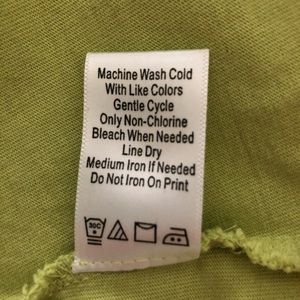 Machine Wash Cold
With Like Colors
Gentle Cycle
Only Non-Chlorine
Bleach When Needed
Line Dry
Medium Iron If Needed
Do Not Iron On Print
30C